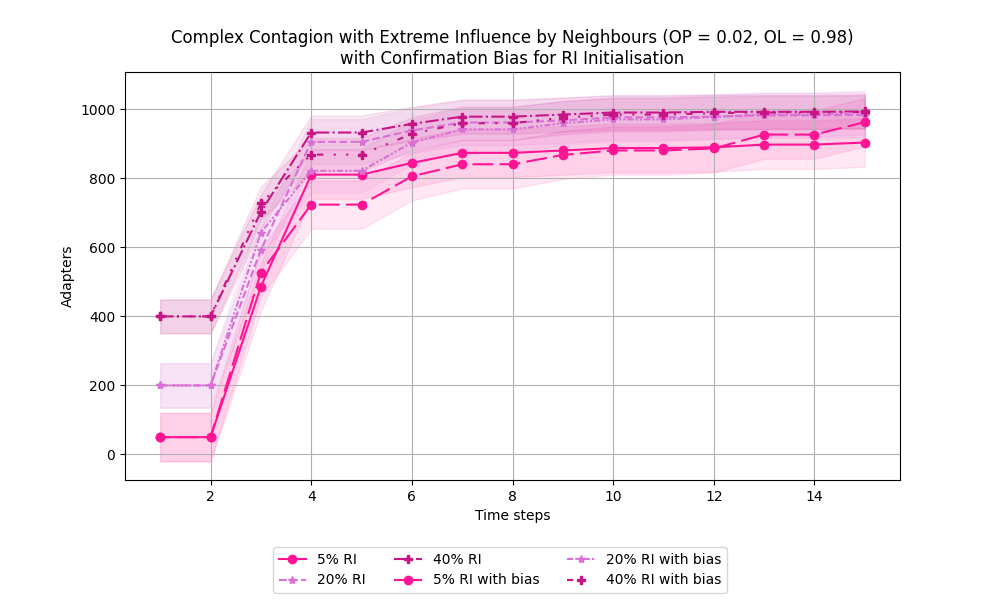 Complex Contagion with Extreme Influence by Neighbours (OP = 0.02, OL = 0.98)
with Confirmation Bias for RI Initialisation
1000
800
600
400
200
0
Adapters
2 4 6 8 10 12 14
Time steps
5% RI 40% RI 20% RI with bias
20% RI 5% RI with bias 40% RI with bias